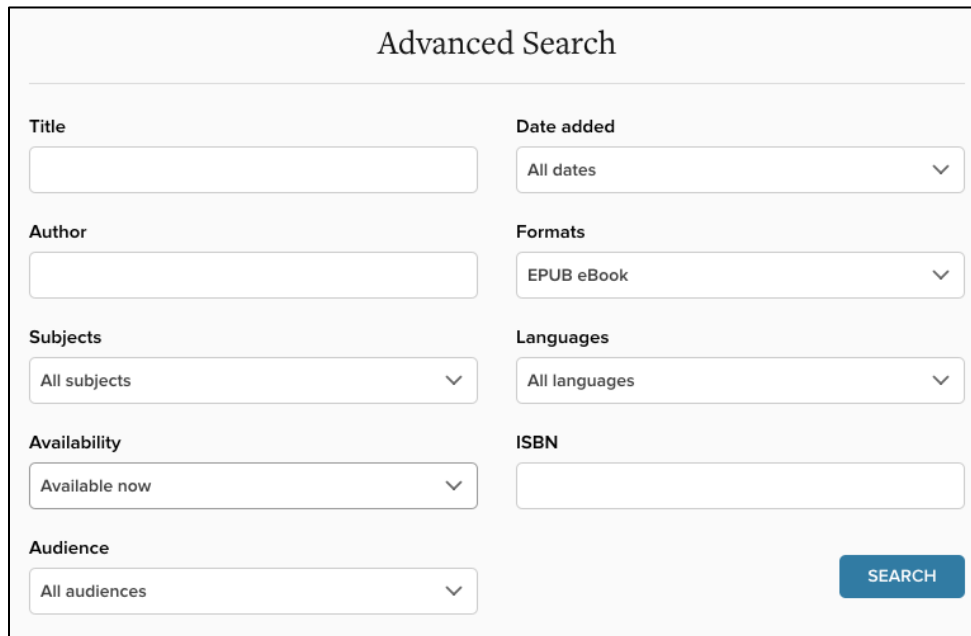 Advanced Search
Title
Date added
All dates
Author
Formats
EPUB eBook
Subjects
All subjects
Languages
All languages
Availability
Available now
ISBN
Audience
All audiences
SEARCH